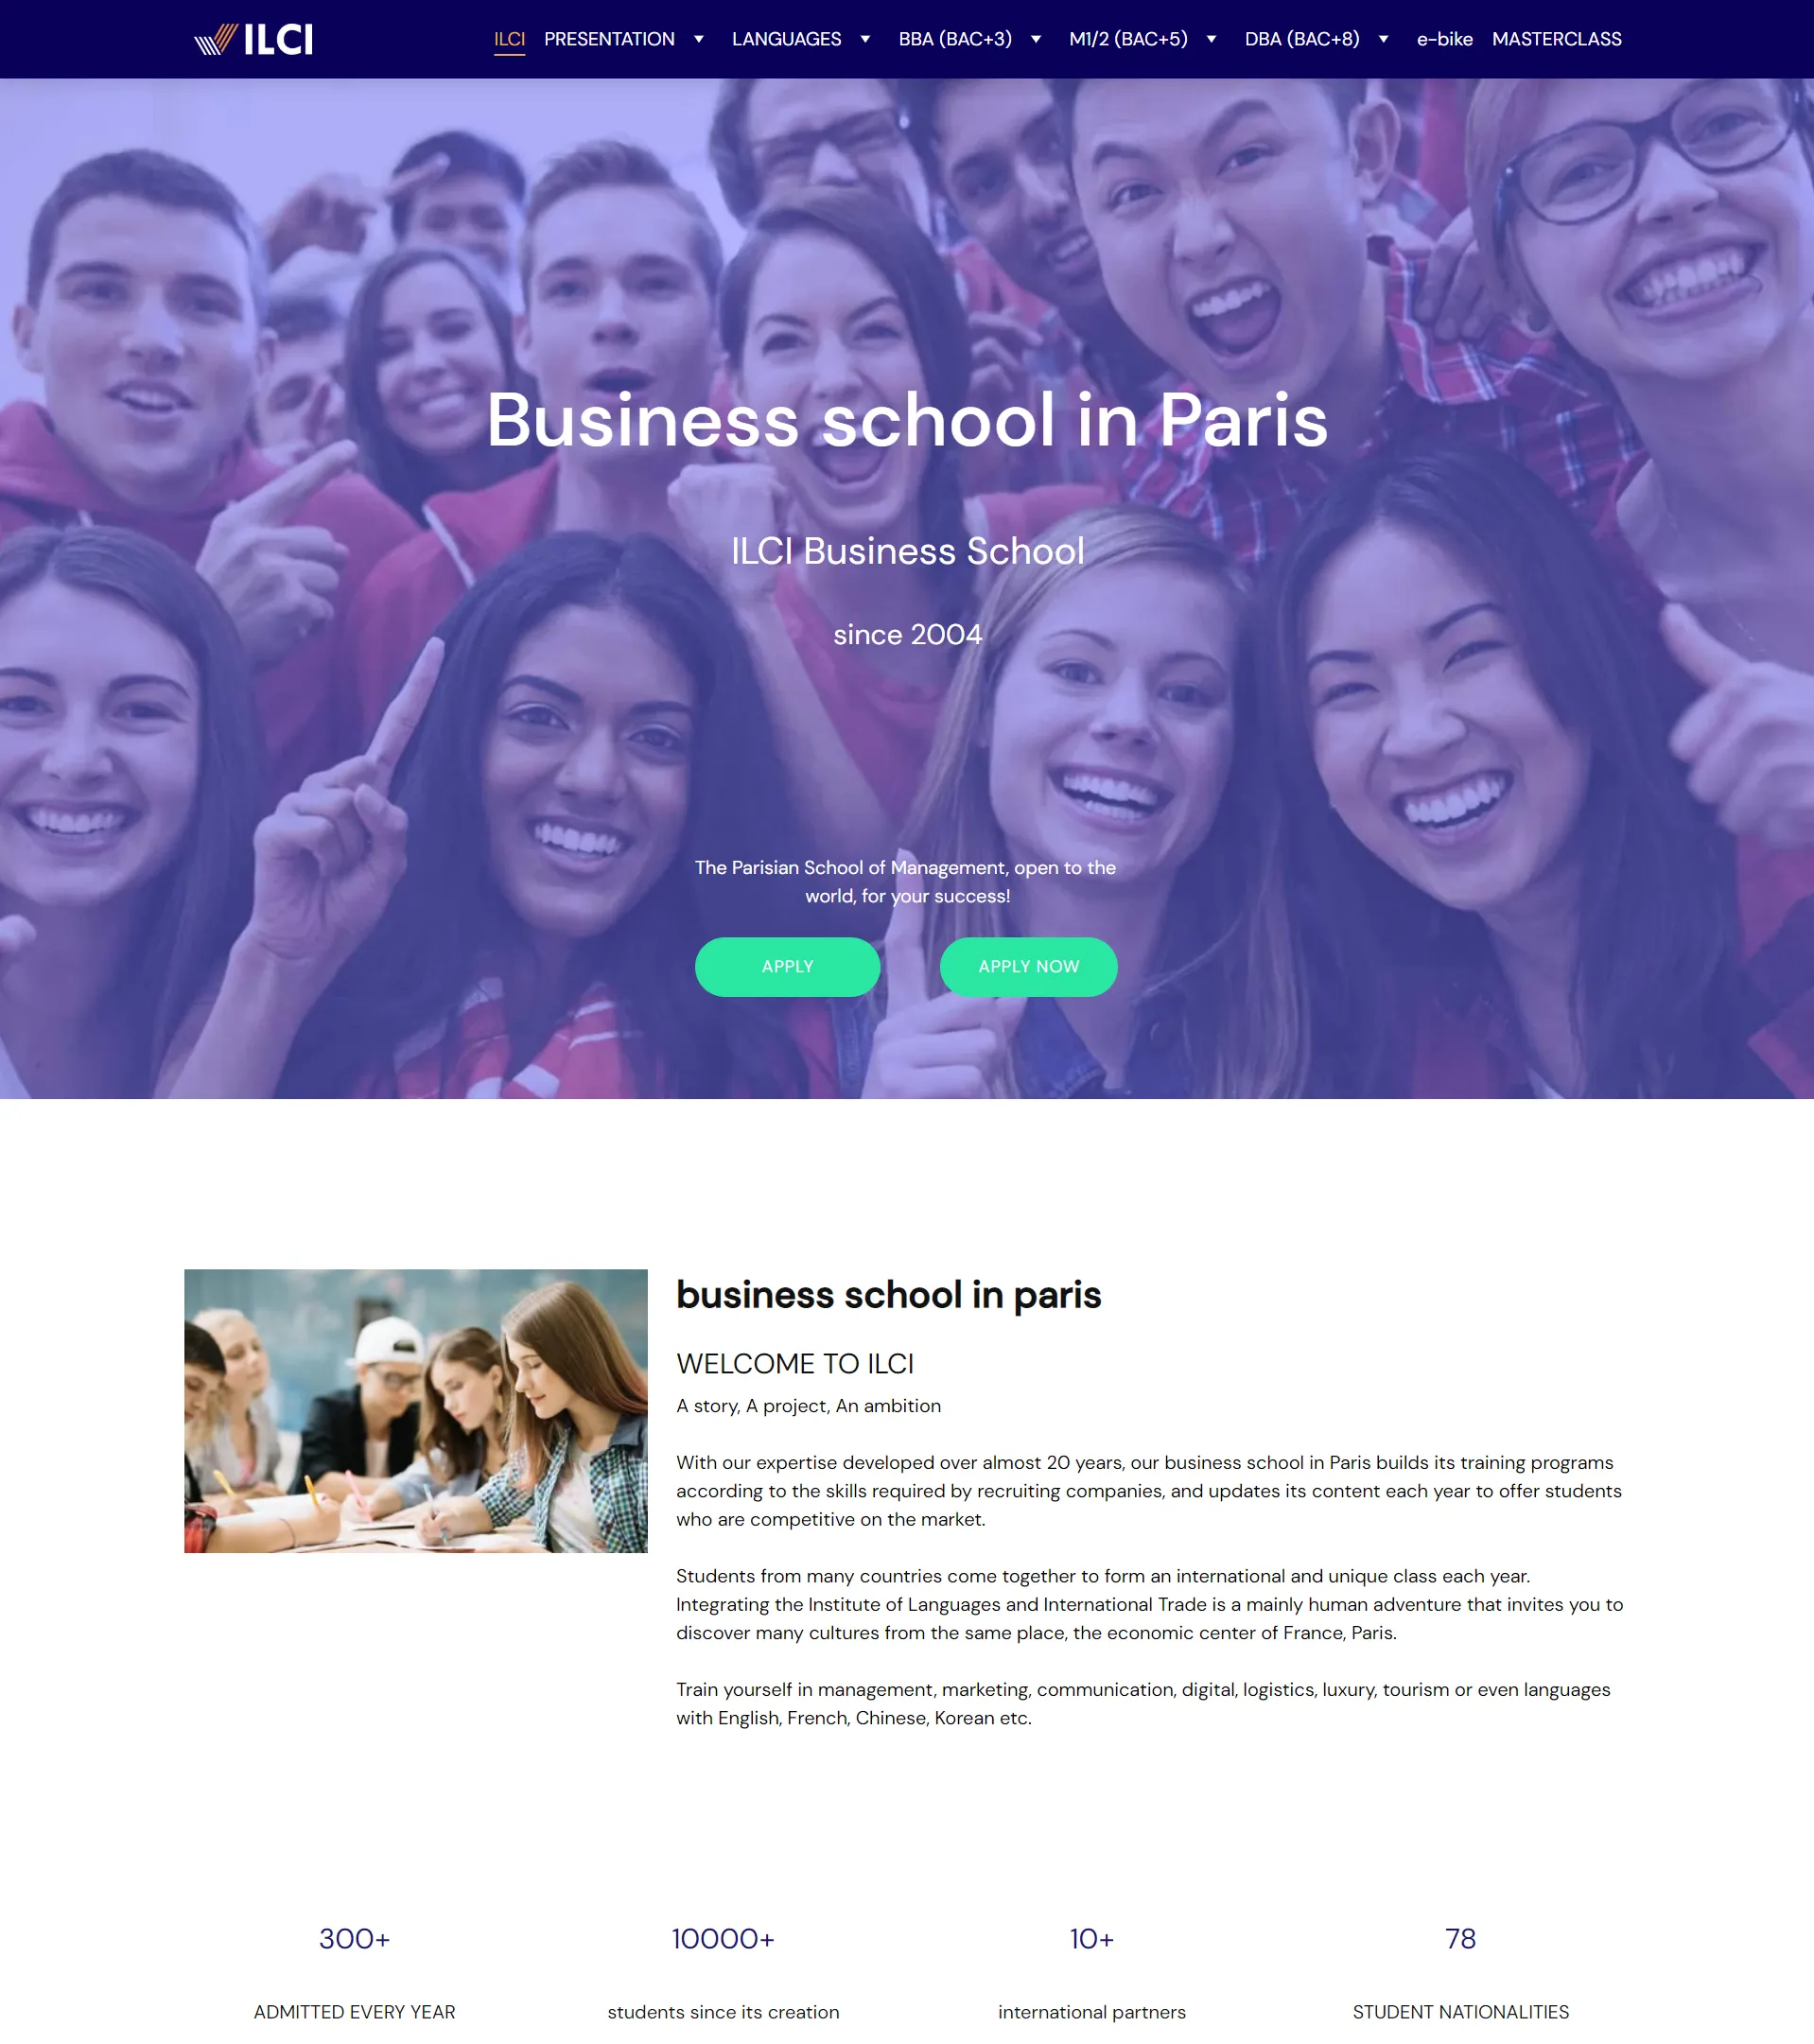 ILCI
ILCI PRESENTATION LANGUAGES BBA (BAC+3) M1/2 (BAC+5) DBA (BAC+8) e-bike MASTERCLASS
Business school in Paris
ILCI Business School
since 2004
The Parisian School of Management, open to the
world, for your success!
APPLY
APPLY NOW
business school in paris
WELCOME TO ILCI
A story, A project, An ambition
With our expertise developed over almost 20 years, our business school in Paris builds its training programs
according to the skills required by recruiting companies, and updates its content each year to offer students
who are competitive on the market.
Students from many countries come together to form an international and unique class each year.
Integrating the Institute of Languages and International Trade is a mainly human adventure that invites you to
discover many cultures from the same place, the economic center of France, Paris.
Train yourself in management, marketing, communication, digital, logistics, luxury, tourism or even languages
with English, French, Chinese, Korean etc.
300+
ADMITTED EVERY YEAR
10000+
students since its creation
10+
international partners
78
STUDENT NATIONALITIES